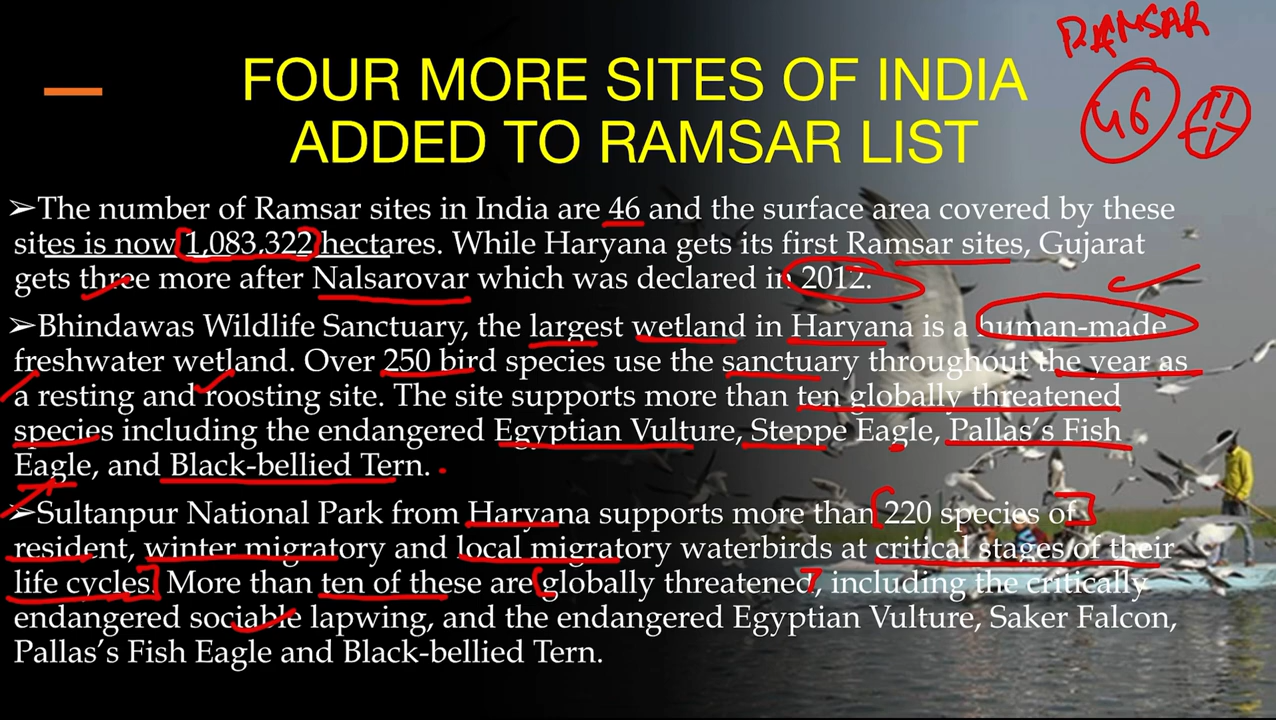 RAMSAR
46
FOUR MORE SITES OF INDIA
ADDED TO RAMSAR LIST
➢The number of Ramsar sites in India are 46 and the surface area covered by these
sites is now 1,083,322 hectares. While Haryana gets its first Ramsar sites, Gujarat
gets three more after Nalsarovar which was declared in 2012.
➢Bhindawas Wildlife Sanctuary, the largest wetland in Haryana is a human-made
freshwater wetland. Over 250 bird species use the sanctuary throughout the year as
a resting and roosting site. The site supports more than ten globally threatened
species including the endangered Egyptian Vulture, Steppe Eagle, Pallas’s Fish
Eagle, and Black-bellied Tern.
➢Sultanpur National Park from Haryana supports more than 220 species of
resident, winter migratory and local migratory waterbirds at critical stages of their
life cycles. More than ten of these are globally threatened, including the critically
endangered sociable lapwing, and the endangered Egyptian Vulture, Saker Falcon,
Pallas’s Fish Eagle and Black-bellied Tern.